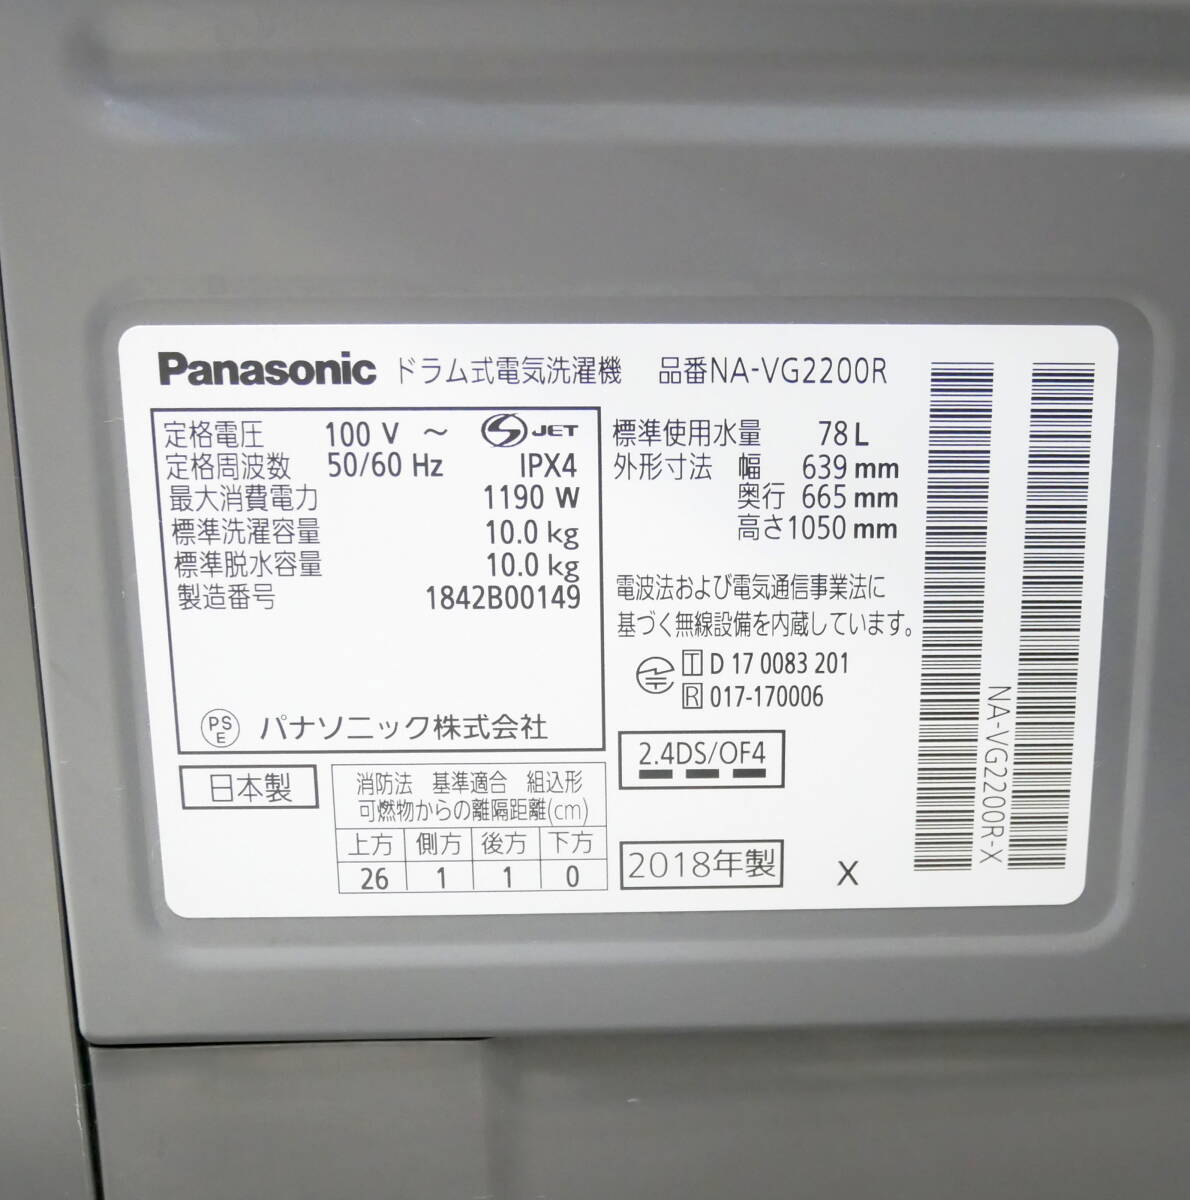 Panasonic ドラム式電気洗濯機 品番NA-VG2200R
定格電圧 100 V ～ S JET
定格周波数 50/60 Hz IPX4
最大消費電力 1190 W
標準洗濯容量 10.0 kg
標準脱水容量 10.0 kg
製造番号 1842B00149
PS
E パナソニック株式会社
標準使用水量 78 L
外形寸法 幅 639 mm
奥行 665 mm
高さ1050 mm
電波法および電気通信事業法に
基づく無線設備を内蔵しています。
T D 17 0083 201
R 017-170006
2.4DS/OF4
日本製
消防法 基準適合 組込形
可燃物からの離隔距離(cm)
上方 側方 後方 下方
26 1 1 0
2018年製 X
NA-VG2200R-X